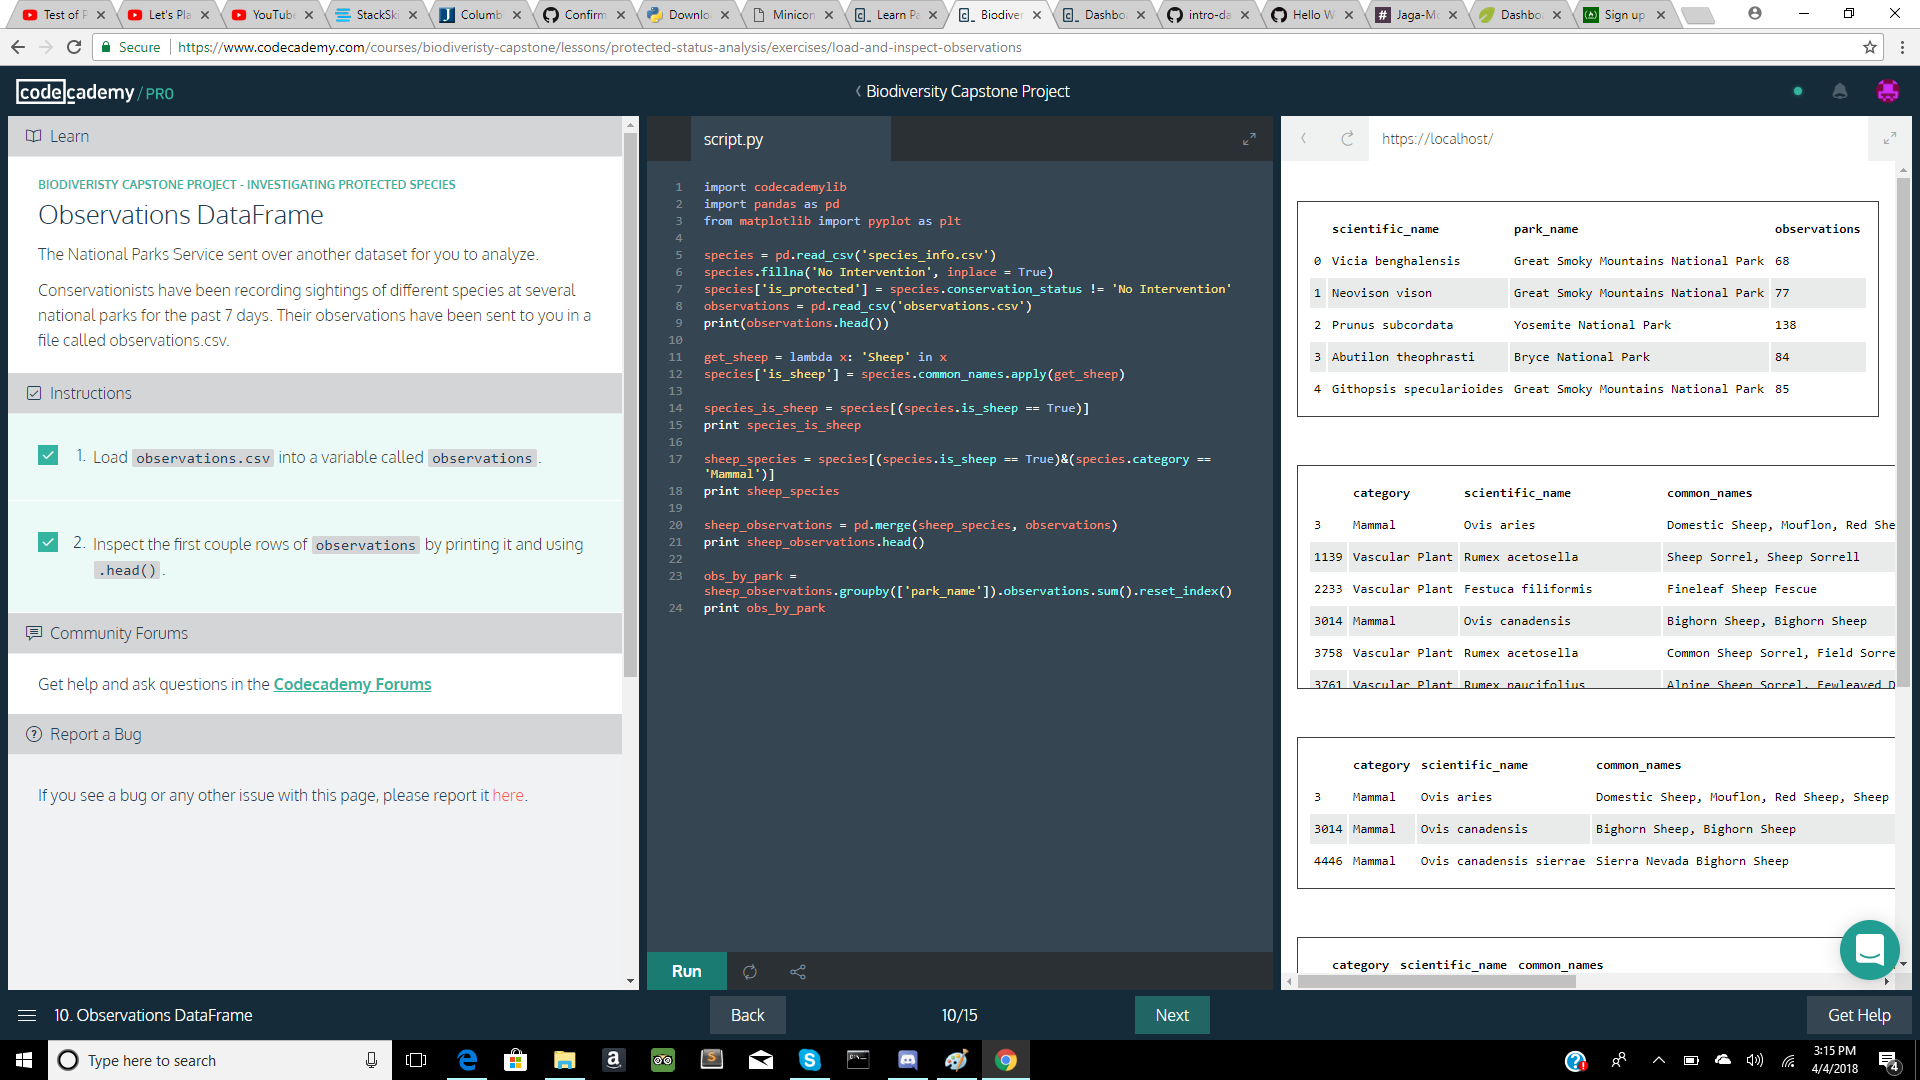 Test of P
Let's Pla
YouTube
StackSki
Columb
Confirm
Downlo
Minicon
Learn Pa
Biodiver
Dashbo
intro-da
Hello W
Jaga-Mo
Dashbo
Sign up
Secure
https://www.codecademy.com/courses/biodiveristy-capstone/lessons/protected-status-analysis/exercises/load-and-inspect-observations
codecademy / PRO
Biodiversity Capstone Project
Learn
BIODIVERISTY CAPSTONE PROJECT - INVESTIGATING PROTECTED SPECIES
Observations DataFrame
The National Parks Service sent over another dataset for you to analyze.
Conservationists have been recording sightings of different species at several
national parks for the past 7 days. Their observations have been sent to you in a
file called observations.csv.
Instructions
1. Load observations.csv into a variable called observations.
2. Inspect the first couple rows of observations by printing it and using
.head().
Community Forums
Get help and ask questions in the Codecademy Forums
Report a Bug
If you see a bug or any other issue with this page, please report it here.
script.py
1 import codecademylib
2 import pandas as pd
3 from matplotlib import pyplot as plt
4
5 species = pd.read_csv('species_info.csv')
6 species.fillna('No Intervention', inplace = True)
7 species['is_protected'] = species.conservation_status != 'No Intervention'
8 observations = pd.read_csv('observations.csv')
9 print(observations.head())
10
11 get_sheep = lambda x: 'Sheep' in x
12 species['is_sheep'] = species.common_names.apply(get_sheep)
13
14 species_is_sheep = species[(species.is_sheep == True)]
15 print species_is_sheep
16
17 sheep_species = species[(species.is_sheep == True)&(species.category ==
'Mammal')]
18 print sheep_species
19
20 sheep_observations = pd.merge(sheep_species, observations)
21 print sheep_observations.head()
22
23 obs_by_park =
sheep_observations.groupby(['park_name']).observations.sum().reset_index()
24 print obs_by_park
Run
https://localhost/
scientific_name park_name observations
0 Vicia benghalensis Great Smoky Mountains National Park 68
1 Neovison vison Great Smoky Mountains National Park 77
2 Prunus subcordata Yosemite National Park 138
3 Abutilon theophrasti Bryce National Park 84
4 Githopsis specularioides Great Smoky Mountains National Park 85
category scientific_name common_names
3 Mammal Ovis aries Domestic Sheep, Mouflon, Red She
1139 Vascular Plant Rumex acetosella Sheep Sorrel, Sheep Sorrell
2233 Vascular Plant Festuca filiformis Fineleaf Sheep Fescue
3014 Mammal Ovis canadensis Bighorn Sheep, Bighorn Sheep
3758 Vascular Plant Rumex acetosella Common Sheep Sorrel, Field Sorre
3761 Vascular Plant Rumex paucifolius Alpine Sheep Sorrel, Fewleaved D
category scientific_name common_names
3 Mammal Ovis aries Domestic Sheep, Mouflon, Red Sheep, Sheep
3014 Mammal Ovis canadensis Bighorn Sheep, Bighorn Sheep
4446 Mammal Ovis canadensis sierrae Sierra Nevada Bighorn Sheep
category scientific_name common_names
10. Observations DataFrame
Back
10/15
Next
Get Help
Type here to search
3:15 PM
4/4/2018
4